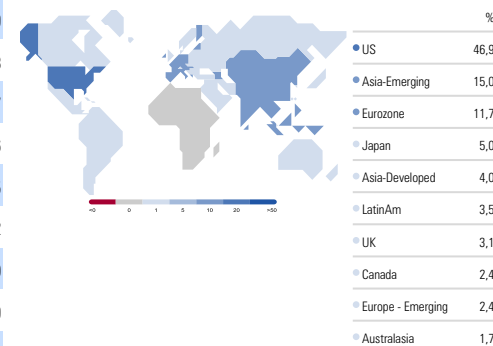 %
US 46,9
Asia-Emerging 15,0
Eurozone 11,7
Japan 5,0
Asia-Developed 4,0
LatinAm 3,5
UK 3,1
Canada 2,4
Europe - Emerging 2,4
Australasia 1,7
<0 0 1 5 10 20 >50